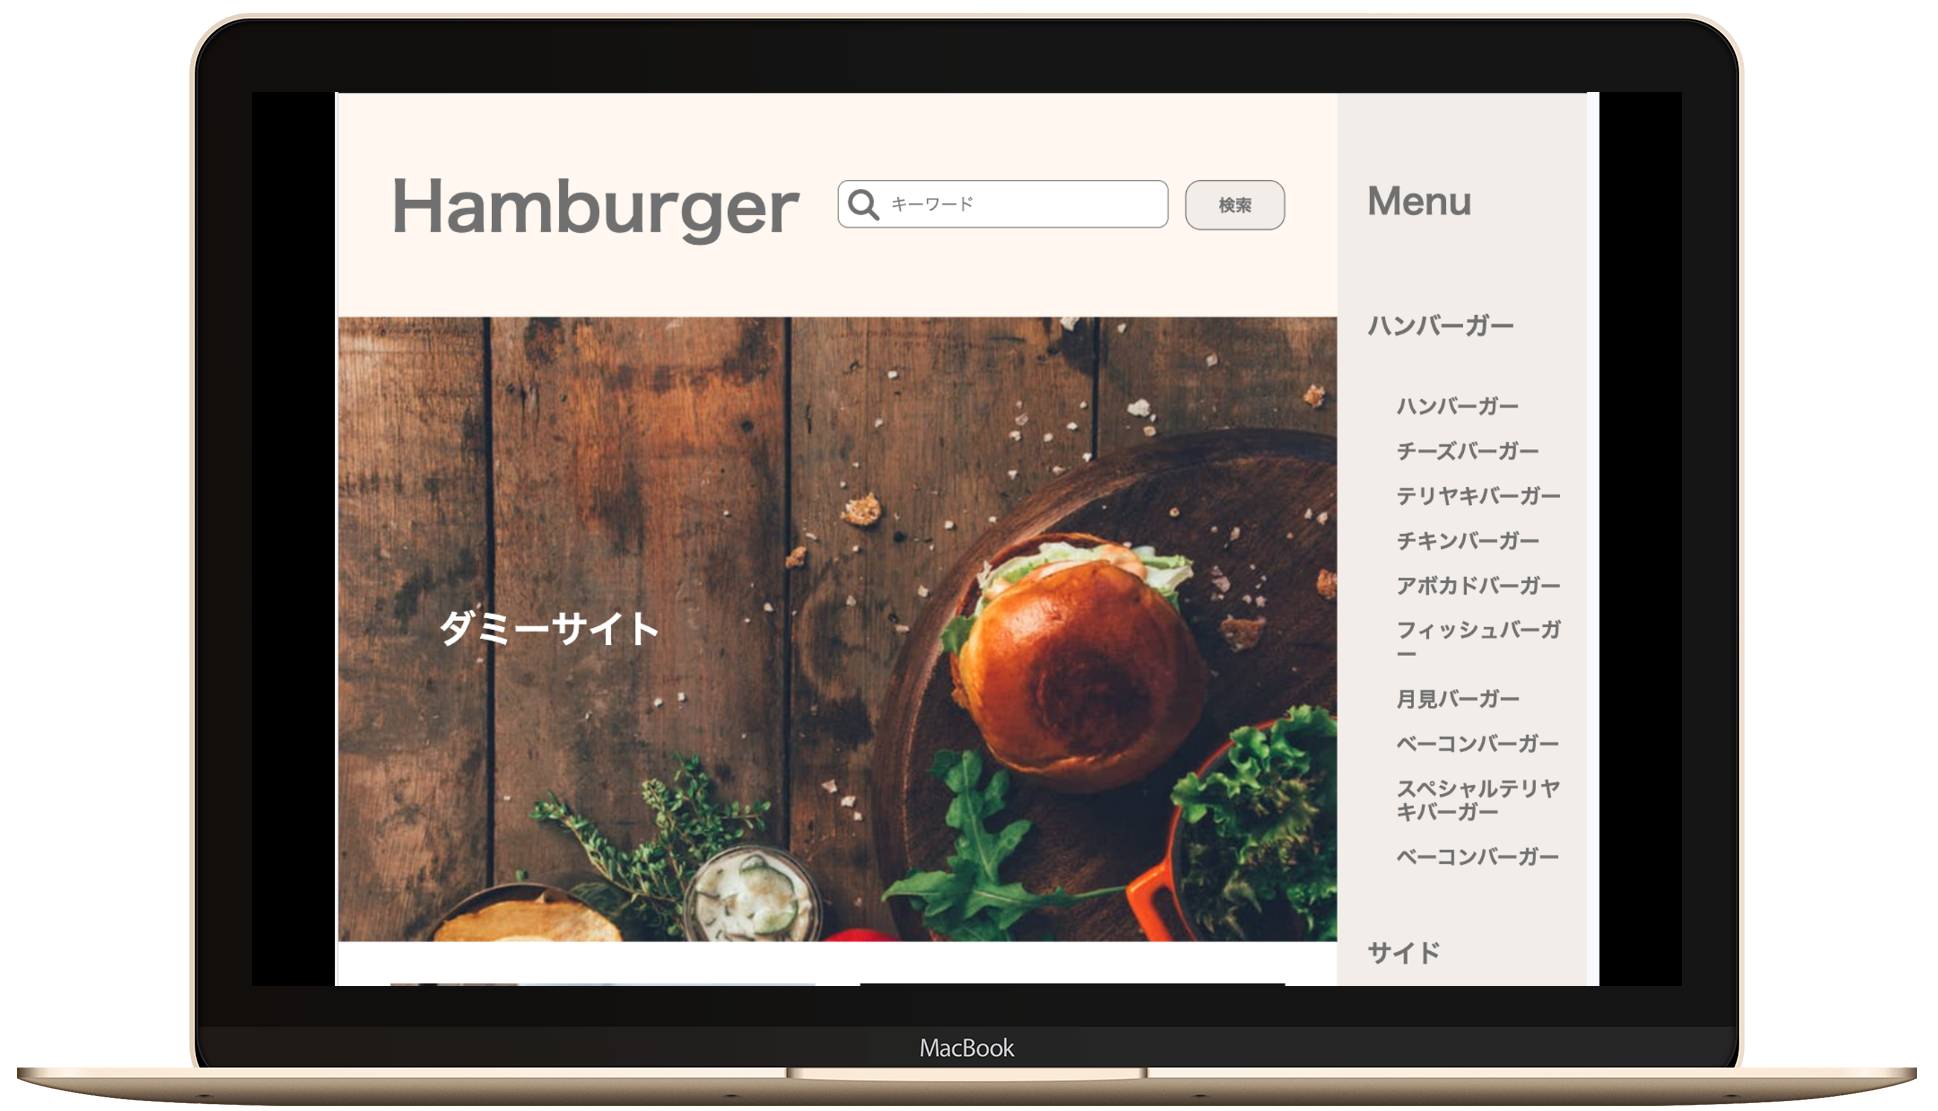 Hamburger
キーワード
検索
ダミーサイト
Menu
ハンバーガー
ハンバーガー
チーズバーガー
テリヤキバーガー
チキンバーガー
アボカドバーガー
フィッシュバーガ
ー
月見バーガー
ベーコンバーガー
スペシャルテリヤ
キバーガー
ベーコンバーガー
サイド
MacBook